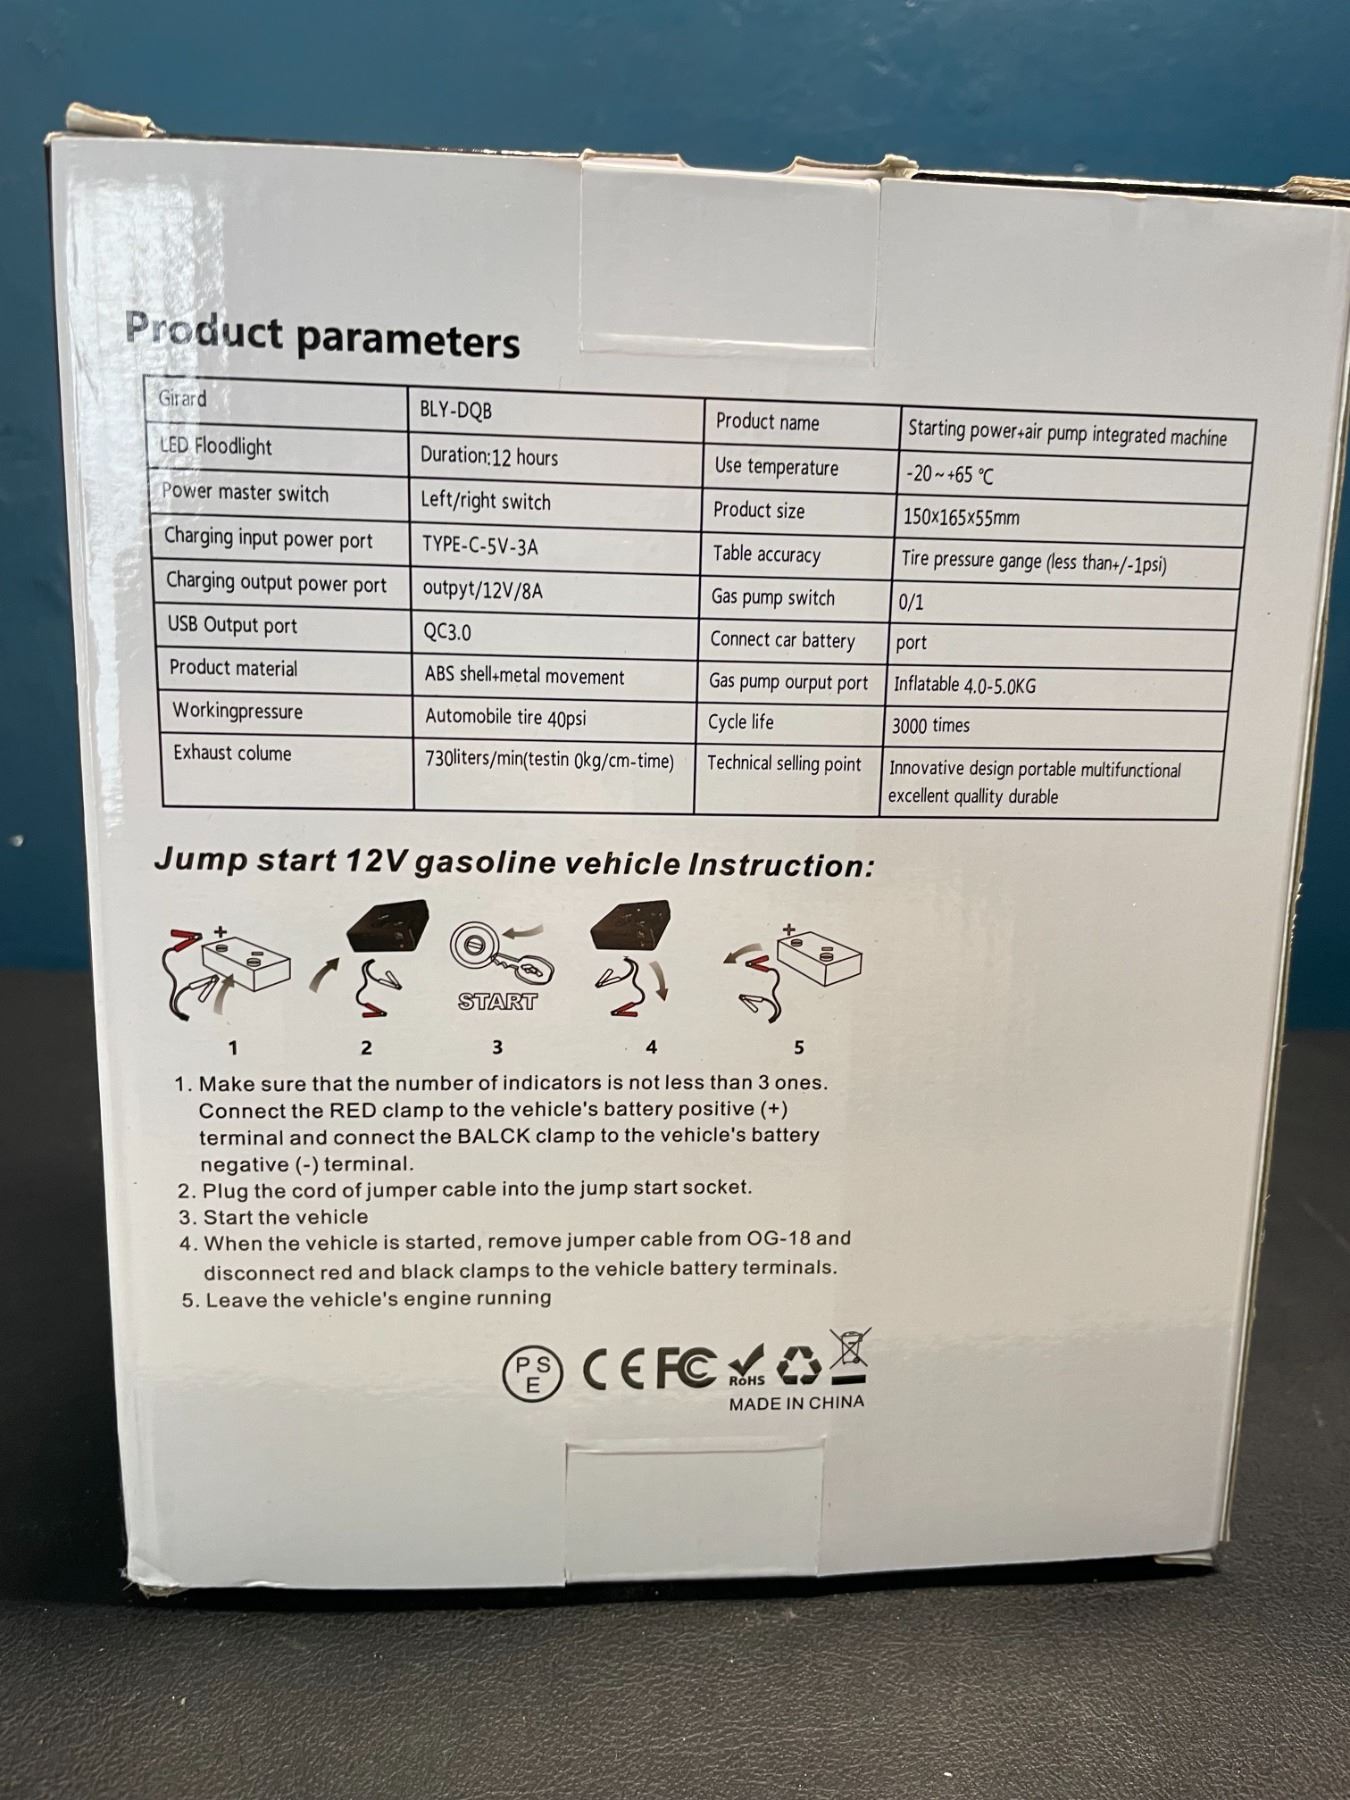 Product parameters
Girard BLY-DQB Product name Starting power+air pump integrated machine
LED Floodlight Duration:12 hours Use temperature -20~+65 ℃
Power master switch Left/right switch Product size 150x165x55mm
Charging input power port TYPE-C-5V-3A Table accuracy Tire pressure gange (less than+/-1psi)
Charging output power port outpyt/12V/8A Gas pump switch 0/1
USB Output port QC3.0 Connect car battery port
Product material ABS shell+metal movement Gas pump ourput port Inflatable 4.0-5.0KG
Workingpressure Automobile tire 40psi Cycle life 3000 times
Exhaust colume 730liters/min(testin 0kg/cm-time) Technical selling point Innovative design portable multifunctional
excellent quallity durable
Jump start 12V gasoline vehicle Instruction:
+ -
START
+ -
1 2 3 4 5
1. Make sure that the number of indicators is not less than 3 ones.
Connect the RED clamp to the vehicle's battery positive (+)
terminal and connect the BALCK clamp to the vehicle's battery
negative (-) terminal.
2. Plug the cord of jumper cable into the jump start socket.
3. Start the vehicle
4. When the vehicle is started, remove jumper cable from OG-18 and
disconnect red and black clamps to the vehicle battery terminals.
5. Leave the vehicle's engine running
PS
E CE FC RoHS
MADE IN CHINA